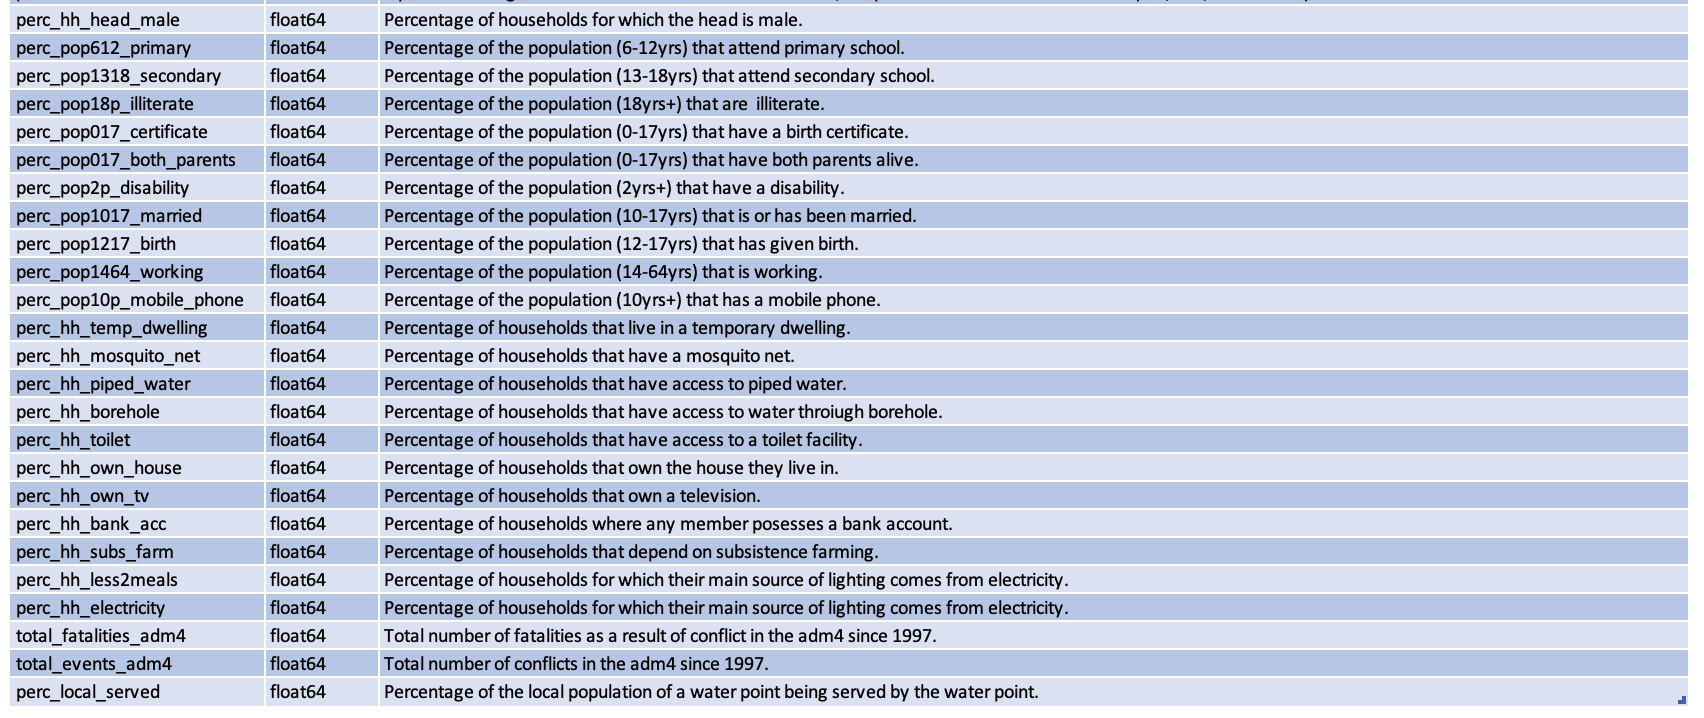 perc_hh_head_male float64 Percentage of households for which the head is male.
perc_pop612_primary float64 Percentage of the population (6-12yrs) that attend primary school.
perc_pop1318_secondary float64 Percentage of the population (13-18yrs) that attend secondary school.
perc_pop18p_illiterate float64 Percentage of the population (18yrs+) that are  illiterate.
perc_pop017_certificate float64 Percentage of the population (0-17yrs) that have a birth certificate.
perc_pop017_both_parents float64 Percentage of the population (0-17yrs) that have both parents alive.
perc_pop2p_disability float64 Percentage of the population (2yrs+) that have a disability.
perc_pop1017_married float64 Percentage of the population (10-17yrs) that is or has been married.
perc_pop1217_birth float64 Percentage of the population (12-17yrs) that has given birth.
perc_pop1464_working float64 Percentage of the population (14-64yrs) that is working.
perc_pop10p_mobile_phone float64 Percentage of the population (10yrs+) that has a mobile phone.
perc_hh_temp_dwelling float64 Percentage of households that live in a temporary dwelling.
perc_hh_mosquito_net float64 Percentage of households that have a mosquito net.
perc_hh_piped_water float64 Percentage of households that have access to piped water.
perc_hh_borehole float64 Percentage of households that have access to water throiugh borehole.
perc_hh_toilet float64 Percentage of households that have access to a toilet facility.
perc_hh_own_house float64 Percentage of households that own the house they live in.
perc_hh_own_tv float64 Percentage of households that own a television.
perc_hh_bank_acc float64 Percentage of households where any member posesses a bank account.
perc_hh_subs_farm float64 Percentage of households that depend on subsistence farming.
perc_hh_less2meals float64 Percentage of households for which their main source of lighting comes from electricity.
perc_hh_electricity float64 Percentage of households for which their main source of lighting comes from electricity.
total_fatalities_adm4 float64 Total number of fatalities as a result of conflict in the adm4 since 1997.
total_events_adm4 float64 Total number of conflicts in the adm4 since 1997.
perc_local_served float64 Percentage of the local population of a water point being served by the water point.